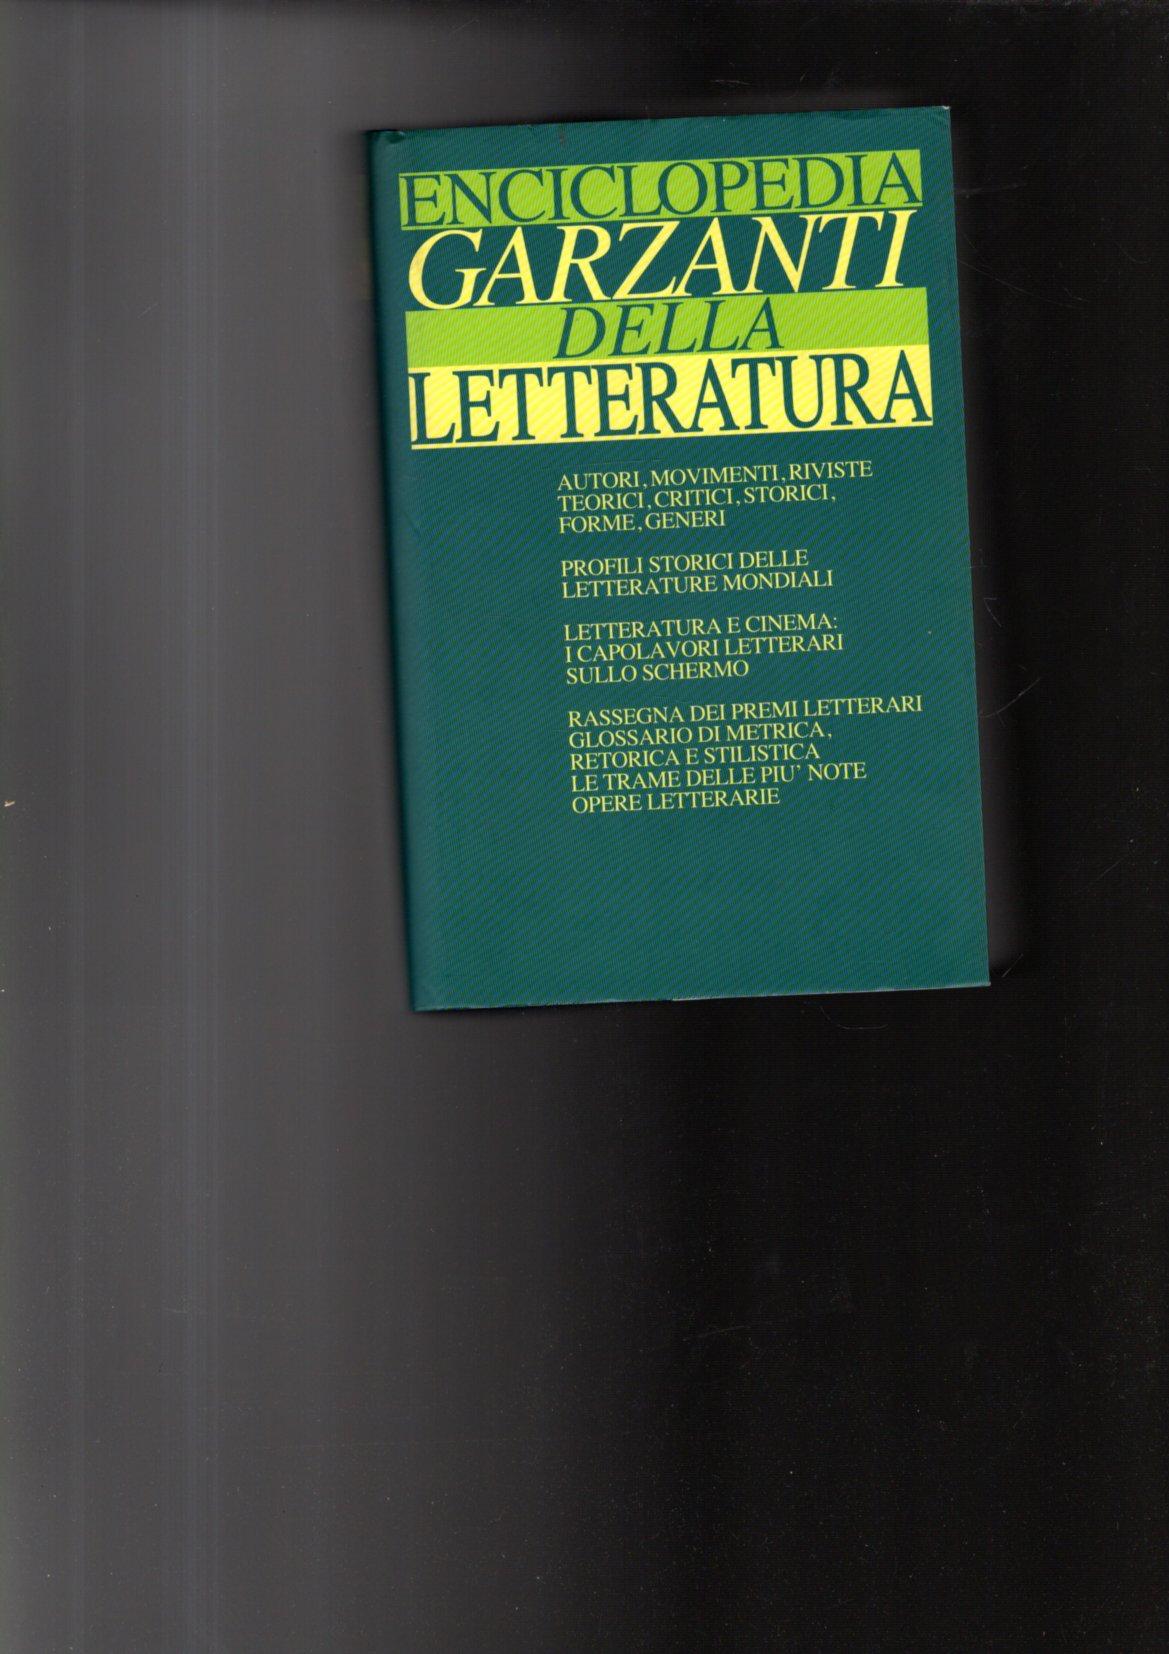 ENCICLOPEDIA
GARZANTI
DELLA
LETTERATURA
AUTORI, MOVIMENTI, RIVISTE
TEORICI, CRITICI, STORICI,
FORME, GENERI
PROFILI STORICI DELLE
LETTERATURE MONDIALI
LETTERATURA E CINEMA:
I CAPOLAVORI LETTERARI
SULLO SCHERMO
RASSEGNA DEI PREMI LETTERARI
GLOSSARIO DI METRICA,
RETORICA E STILISTICA
LE TRAME DELLE PIU' NOTE
OPERE LETTERARIE